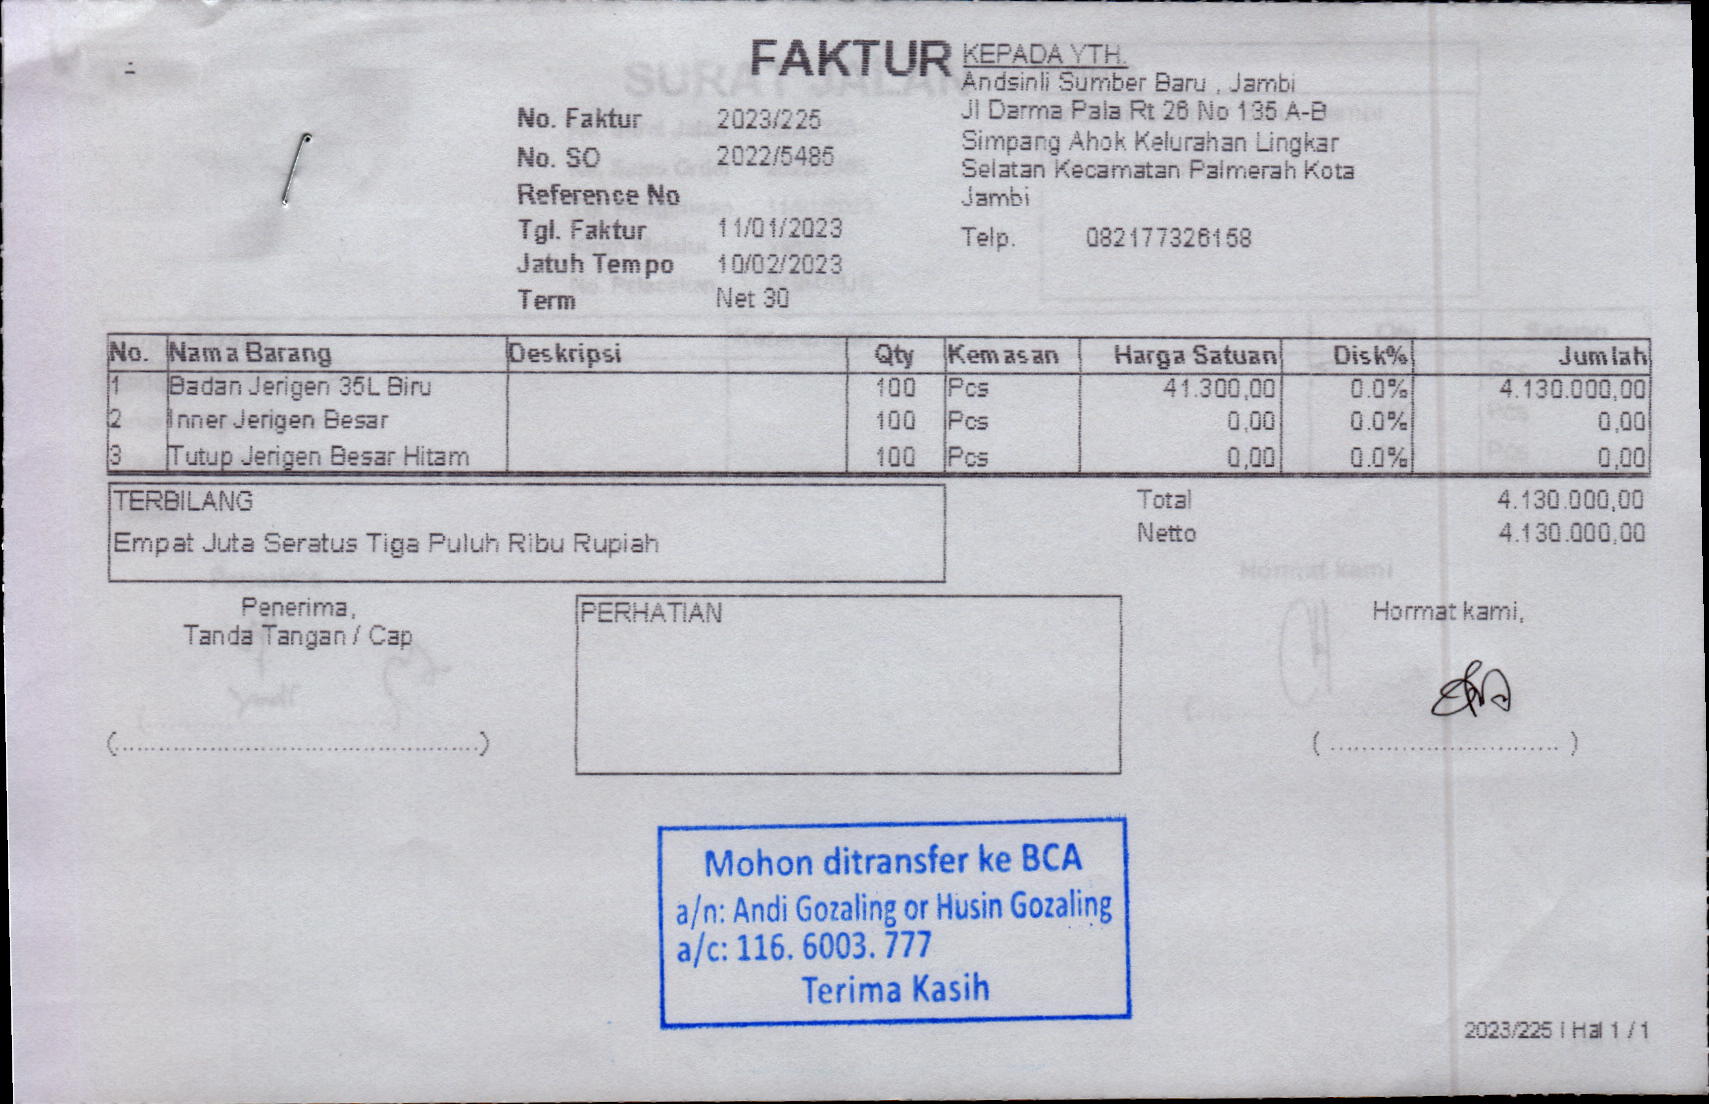 FAKTUR
KEPADA YTH.
Andsinli Sumber Baru , Jambi
Jl Darma Pala Rt 26 No 135 A-B
Simpang Ahok Kelurahan Lingkar
Selatan Kecamatan Palmerah Kota
Jambi
Telp. 082177326158
No. Faktur 2023/225
No. SO 2022/5485
Reference No
Tgl. Faktur 11/01/2023
Jatuh Tempo 10/02/2023
Term Net 30
No. Nama Barang Deskripsi Qty Kemasan Harga Satuan Disk% Jumlah
1 Badan Jerigen 35L Biru 100 Pcs 41.300,00 0.0% 4.130.000,00
2 Inner Jerigen Besar 100 Pcs 0,00 0.0% 0,00
3 Tutup Jerigen Besar Hitam 100 Pcs 0,00 0.0% 0,00
TERBILANG
Empat Juta Seratus Tiga Puluh Ribu Rupiah
Total 4.130.000,00
Netto 4.130.000,00
Penerima,
Tanda Tangan / Cap
(................................................)
PERHATIAN
Hormat kami,
( ............................. )
Mohon ditransfer ke BCA
a/n: Andi Gozaling or Husin Gozaling
a/c: 116. 6003. 777
Terima Kasih
2023/225 | Hal 1 / 1